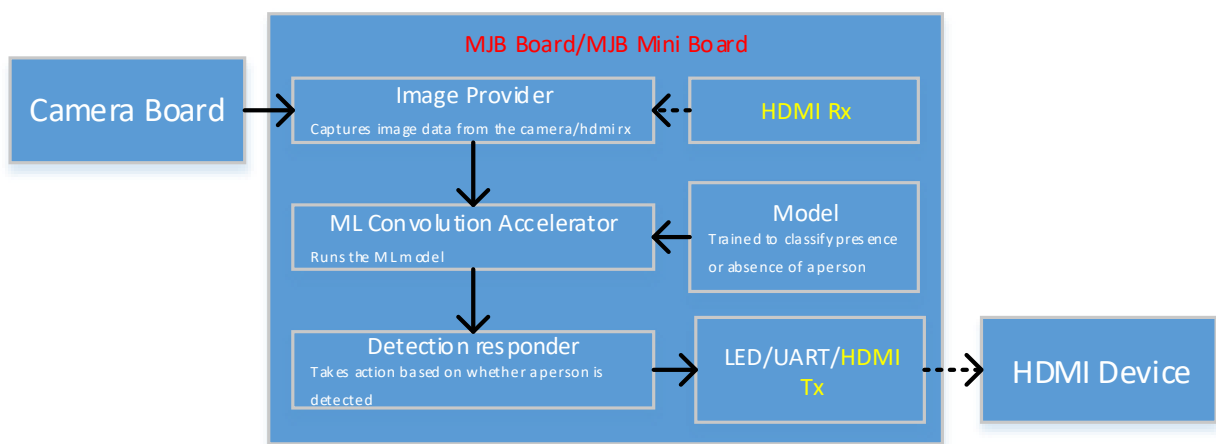 MJB Board/MJB Mini Board
Camera Board
Image Provider
Captures image data from the camera/hdmi rx
HDMI Rx
ML Convolution Accelerator
Runs the ML model
Model
Trained to classify presence
or absence of a person
Detection responder
Takes action based on whether a person is
detected
LED/UART/HDMI
Tx
HDMI Device